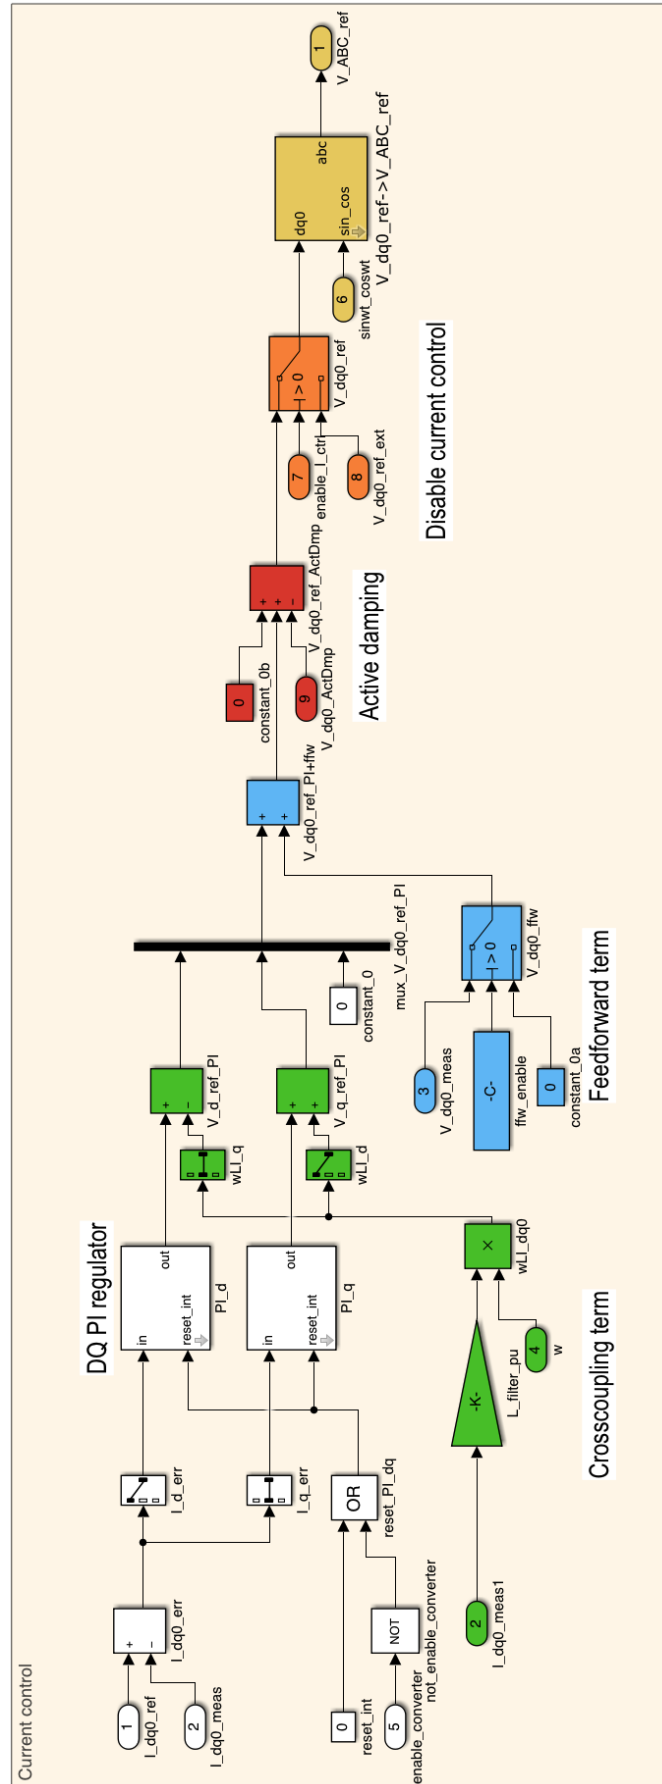 Current control
1
I_dq0_ref
2
I_dq0_meas
+
−
I_dq0_err
I_d_err
I_q_err
0
reset_int
5
enable_converter
NOT
not_enable_converter
OR
reset_PI_dq
DQ PI regulator
in
reset_int
out
PI_d
in
reset_int
out
PI_q
2
I_dq0_meas1
-K-
L_filter_pu
4
w
×
wLI_dq0
Crosscoupling term
wLI_q
wLI_d
+
−
V_d_ref_PI
+
+
V_q_ref_PI
0
constant_0
mux_V_dq0_ref_PI
3
V_dq0_meas
-C-
ffw_enable
0
constant_0a
> 0
V_dq0_ffw
Feedforward term
+
+
V_dq0_ref_PI+ffw
0
constant_0b
9
V_dq0_ActDmp
+
+
−
V_dq0_ref_ActDmp
Active damping
7
enable_I_ctrl
8
V_dq0_ref_ext
> 0
V_dq0_ref
Disable current control
6
sinwt_coswt
dq0
sin_cos
abc
V_dq0_ref->V_ABC_ref
1
V_ABC_ref